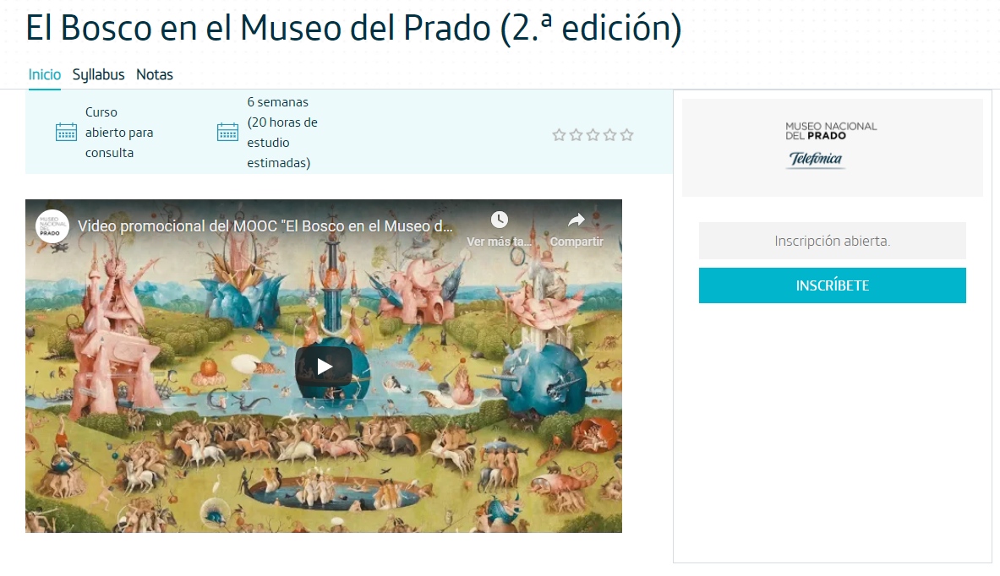 El Bosco en el Museo del Prado (2.ª edición)
Inicio Syllabus Notas
Curso
abierto para
consulta
6 semanas
(20 horas de
estudio
estimadas)
MUSEO NACIONAL
DEL PRADO
Telefónica
Inscripción abierta.
INSCRÍBETE
MUSEO
NACIONAL
DEL
PRADO
Video promocional del MOOC "El Bosco en el Museo d...
Ver más ta...
Compartir